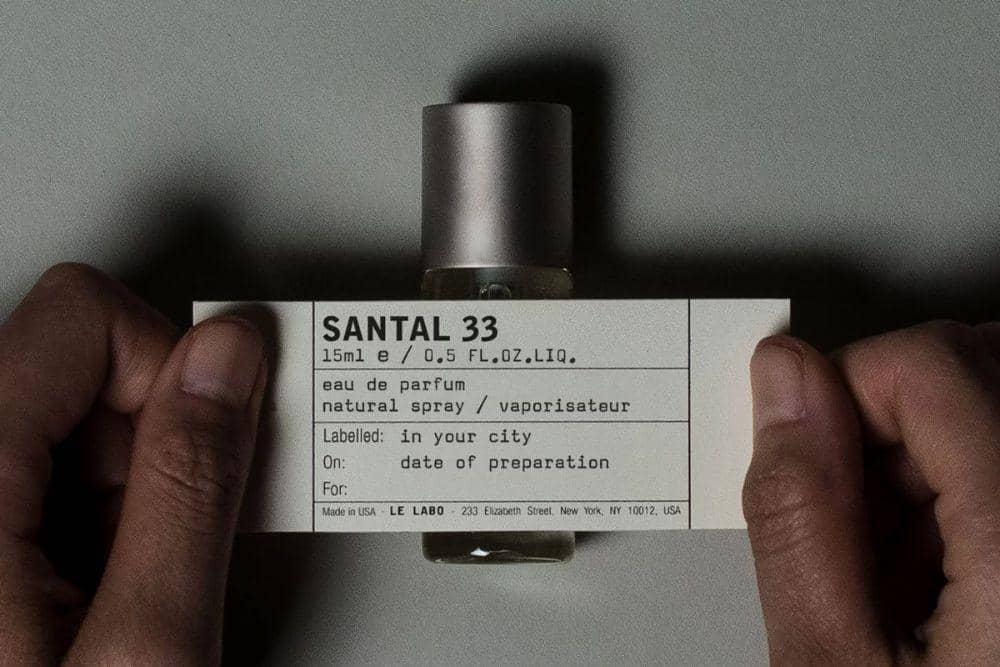 SANTAL 33
15ml e / 0.5 FL.OZ.LIQ.
eau de parfum
natural spray / vaporisateur
Labelled: in your city
On: date of preparation
For:
Made in USA - LE LABO - 233 Elizabeth Street, New York, NY 10012, USA